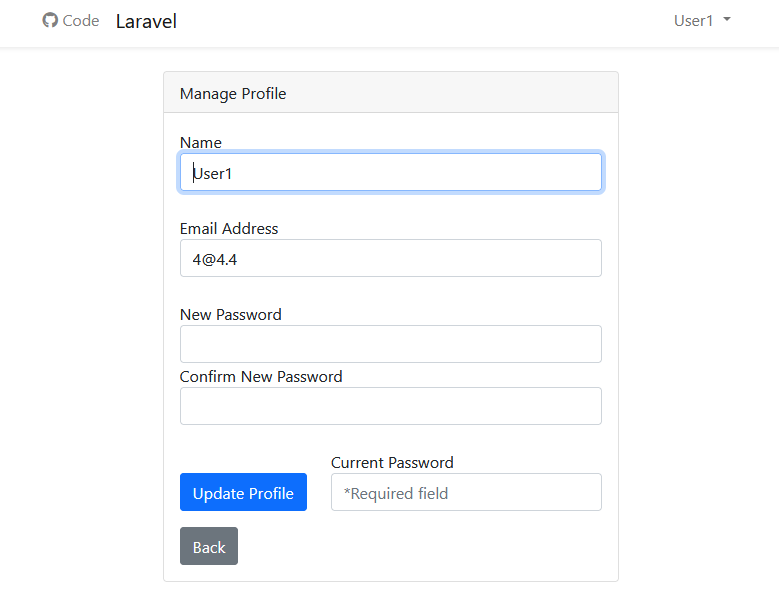 Code Laravel User1
Manage Profile
Name
User1
Email Address
4@4.4
New Password
Confirm New Password
Current Password
Update Profile *Required field
Back